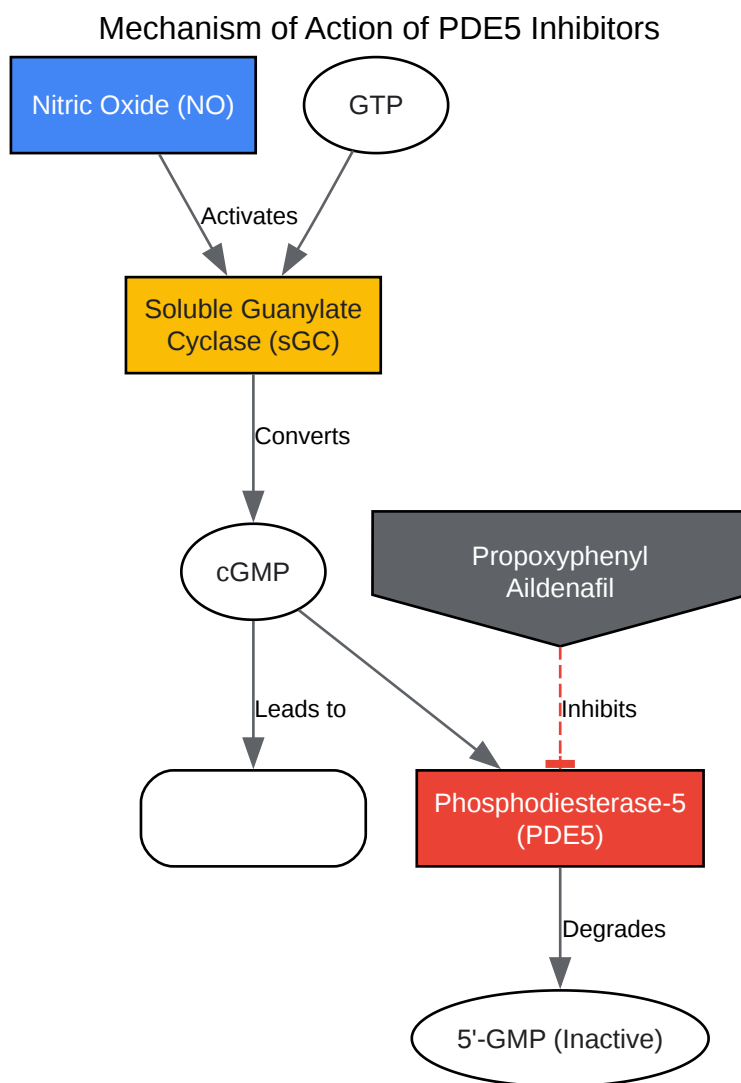 Mechanism of Action of PDE5 Inhibitors
Nitric Oxide (NO)
GTP
Activates
Soluble Guanylate
Cyclase (sGC)
Converts
cGMP
Propoxyphenyl
Aildenafil
Leads to
Inhibits
Phosphodiesterase-5
(PDE5)
Degrades
5'-GMP (Inactive)